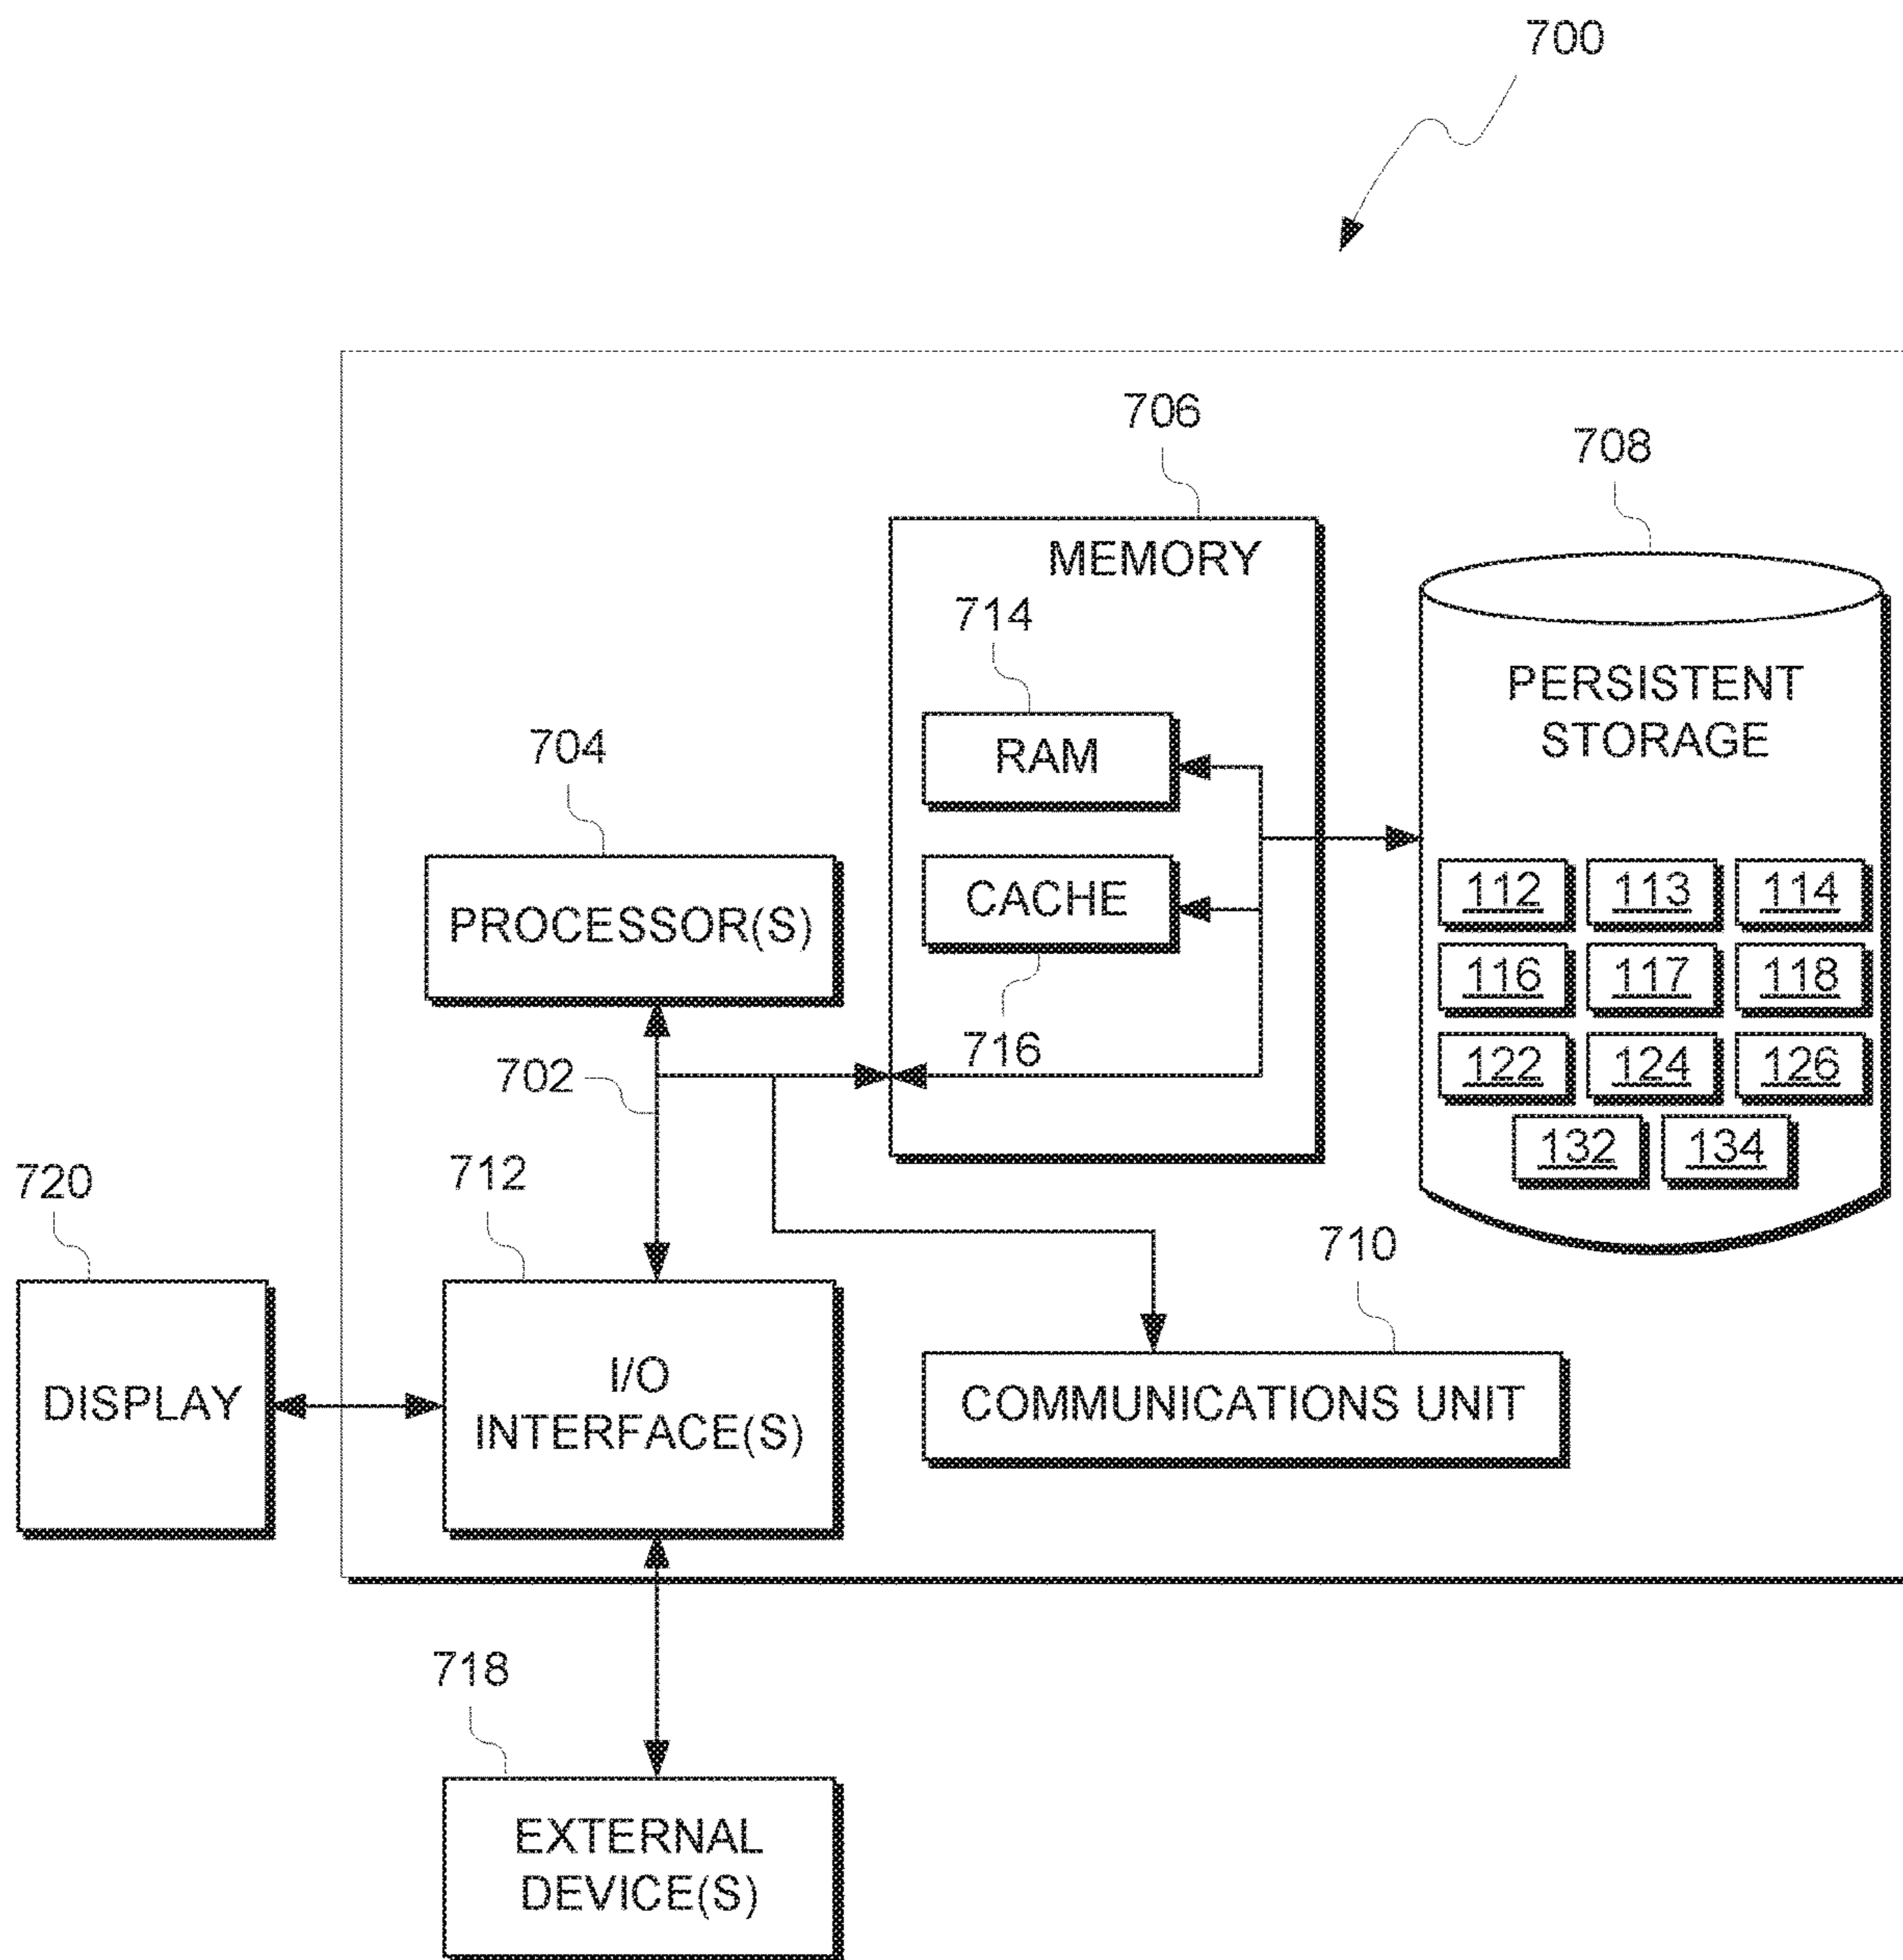 700
706
708
MEMORY
714
PERSISTENT
STORAGE
704
RAM
PROCESSOR(S)
CACHE
112 113 114
116 117 118
716
702
122 124 126
132 134
720
712
710
DISPLAY
I/O
INTERFACE(S)
COMMUNICATIONS UNIT
718
EXTERNAL
DEVICE(S)